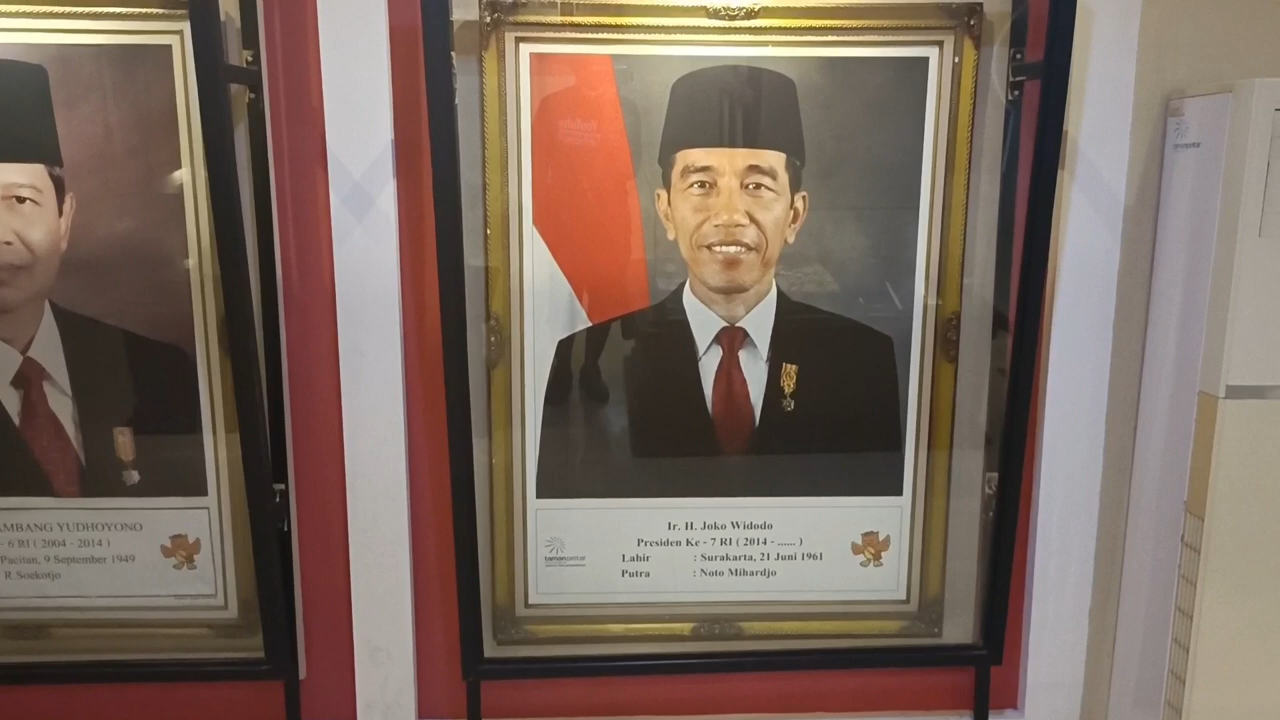 AMBANG YUDHOYONO
- 6 RI ( 2004 - 2014 )
Pacitan, 9 September 1949
R.Soekotjo
Ir. H. Joko Widodo
Presiden Ke - 7 RI ( 2014 - ...... )
Lahir : Surakarta, 21 Juni 1961
Putra : Noto Mihardjo
tamanpintar